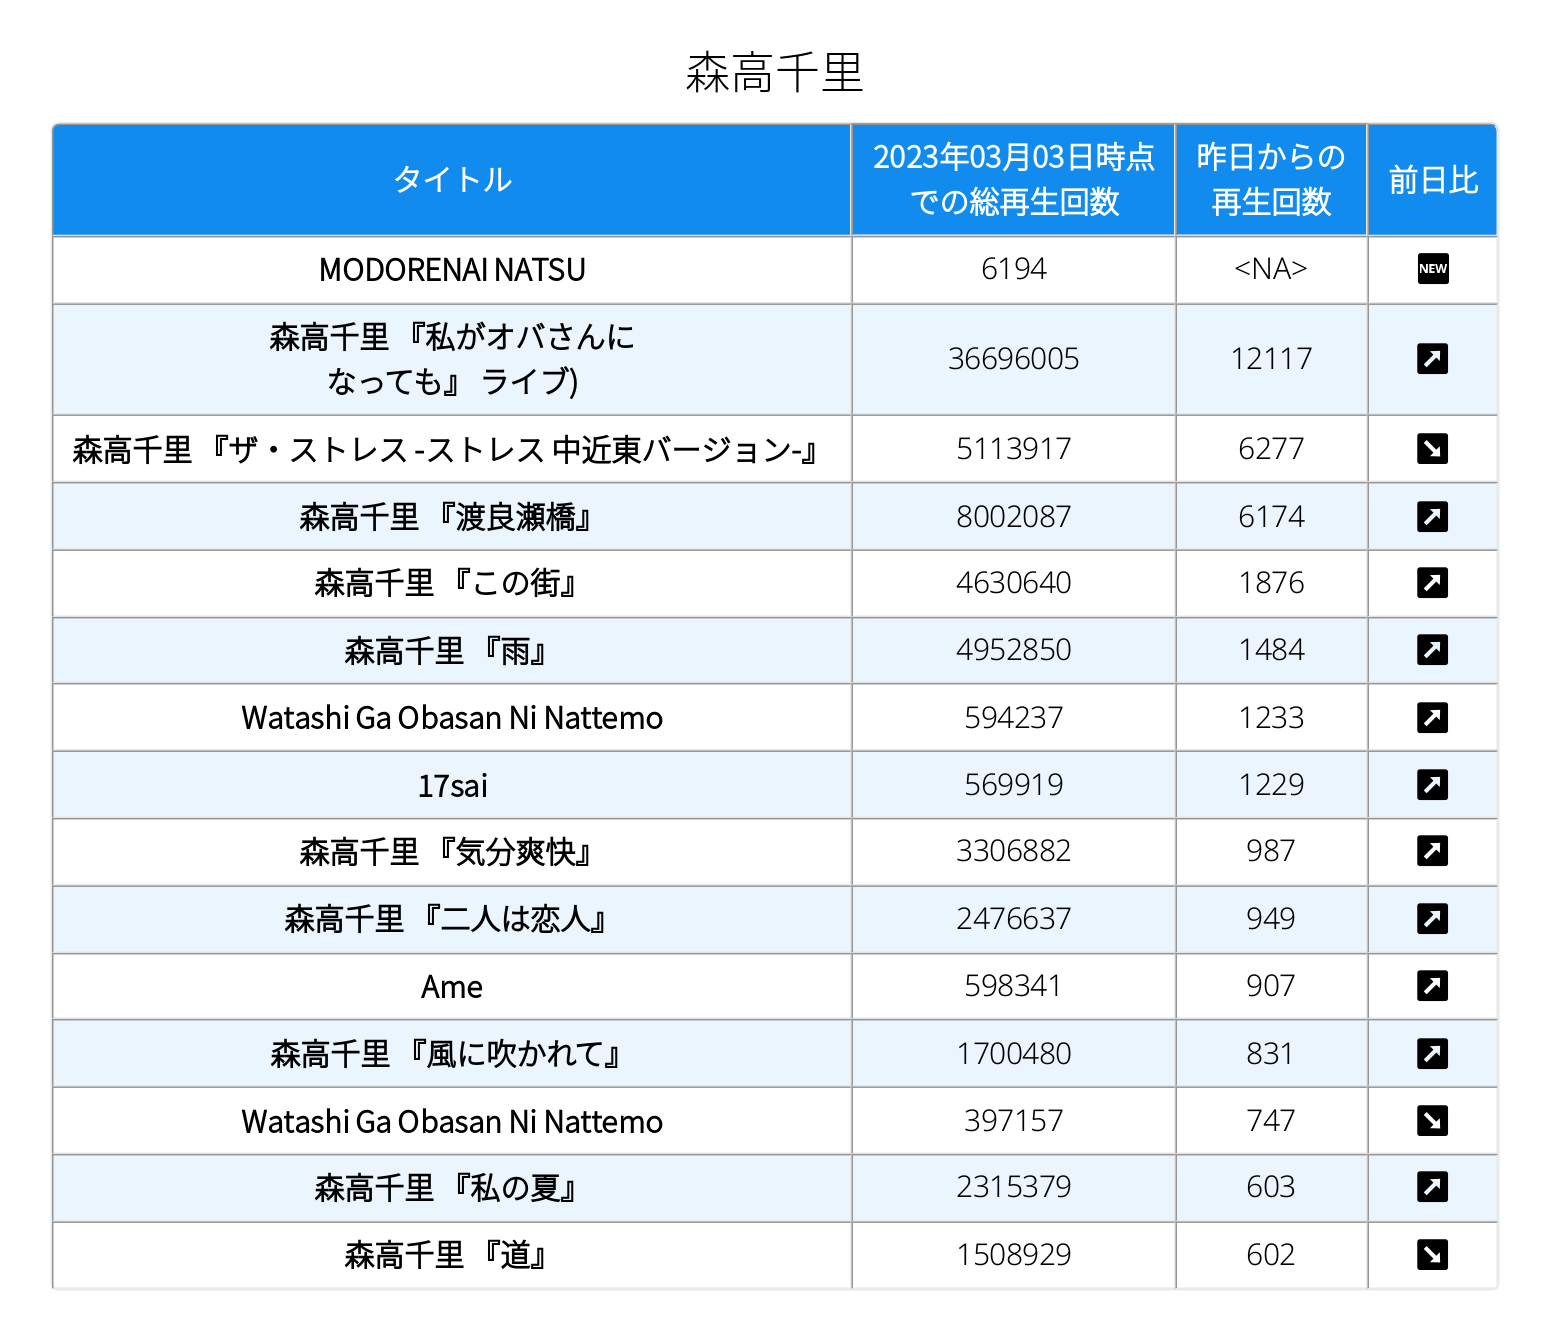 森高千里
タイトル
2023年03月03日時点
での総再生回数
昨日からの
再生回数
前日比
MODORENAI NATSU
6194
<NA>
NEW
森高千里 『私がオバさんに
なっても』 ライブ)
36696005
12117
森高千里 『ザ・ストレス -ストレス 中近東バージョン-』
5113917
6277
森高千里 『渡良瀬橋』
8002087
6174
森高千里 『この街』
4630640
1876
森高千里 『雨』
4952850
1484
Watashi Ga Obasan Ni Nattemo
594237
1233
17sai
569919
1229
森高千里 『気分爽快』
3306882
987
森高千里 『二人は恋人』
2476637
949
Ame
598341
907
森高千里 『風に吹かれて』
1700480
831
Watashi Ga Obasan Ni Nattemo
397157
747
森高千里 『私の夏』
2315379
603
森高千里 『道』
1508929
602